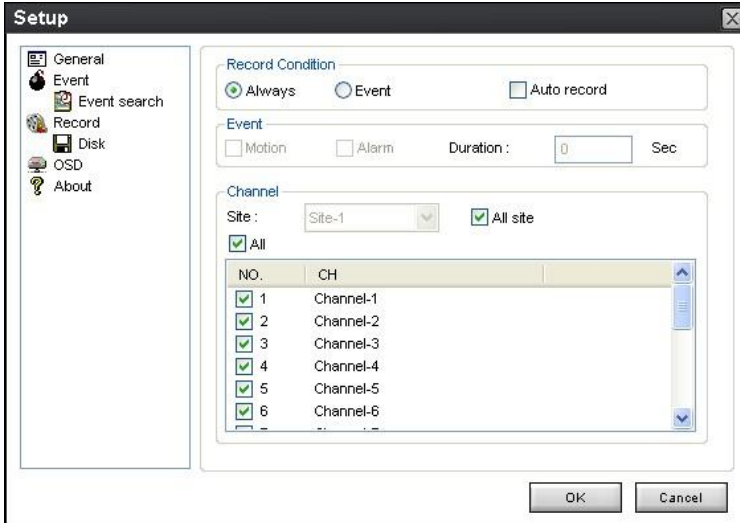 Setup
General
Event
Event search
Record
Disk
OSD
About
Record Condition
Always Event Auto record
Event
Motion Alarm Duration : 0 Sec
Channel
Site : Site-1 All site
All
NO. CH
1 Channel-1
2 Channel-2
3 Channel-3
4 Channel-4
5 Channel-5
6 Channel-6
OK Cancel